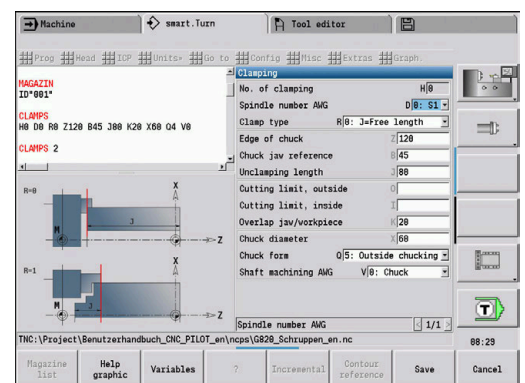 Machine
smart.Turn
Tool editor
Prog
Head
ICP
Units»
Go to
Config
Misc
Extras
Graph.
MAGAZIN
ID"001"
CLAMPS
H0 D0 R0 Z120 B45 J80 K20 X60 Q4 V0
CLAMPS 2
R=0
X
J
M
Z
R=1
X
M
J
Z
Clamping
No. of clamping H 0
Spindle number AWG D 0: S1
Clamp type R 0: J=Free length
Edge of chuck Z 120
Chuck jaw reference B 45
Unclamping length J 80
Cutting limit, outside O
Cutting limit, inside I
Overlap jaw/workpiece K 20
Chuck diameter X 60
Chuck form Q 5: Outside chucking
Shaft machining AWG V 0: Chuck
Spindle number AWG < 1/1 >
TNC:\Project\Benutzerhandbuch_CNC_PILOT_en\ncps\G820_Schruppen_en.nc
T
08:29
Magazine list
Help graphic
Variables
?
Incremental
Contour reference
Save
Cancel